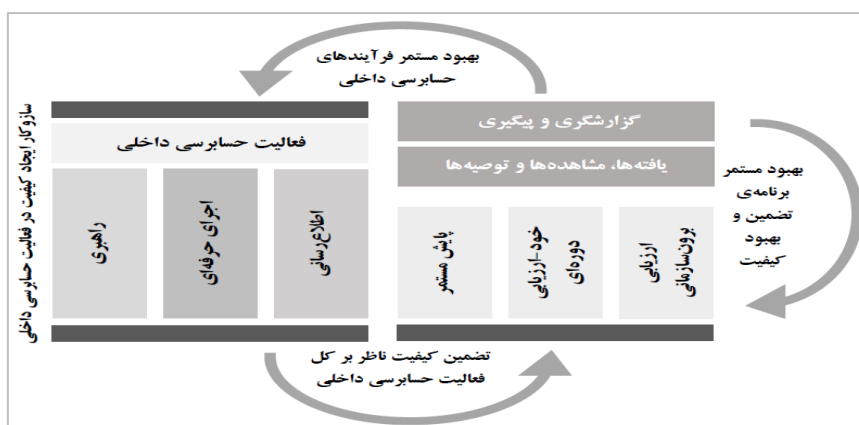 بهبود مستمر فرآیندهای
حسابرسی داخلی
سازوکار ایجاد کیفیت در فعالیت حسابرسی داخلی
فعالیت حسابرسی داخلی
راهبری
اجرای حرفه‌ای
اطلاع‌رسانی
گزارشگری و پیگیری
یافته‌ها، مشاهده‌ها و توصیه‌ها
پایش مستمر
خود-ارزیابی
دوره‌ای
ارزیابی
برون‌سازمانی
بهبود مستمر
برنامه‌ی
تضمین و
بهبود
کیفیت
تضمین کیفیت ناظر بر کل
فعالیت حسابرسی داخلی